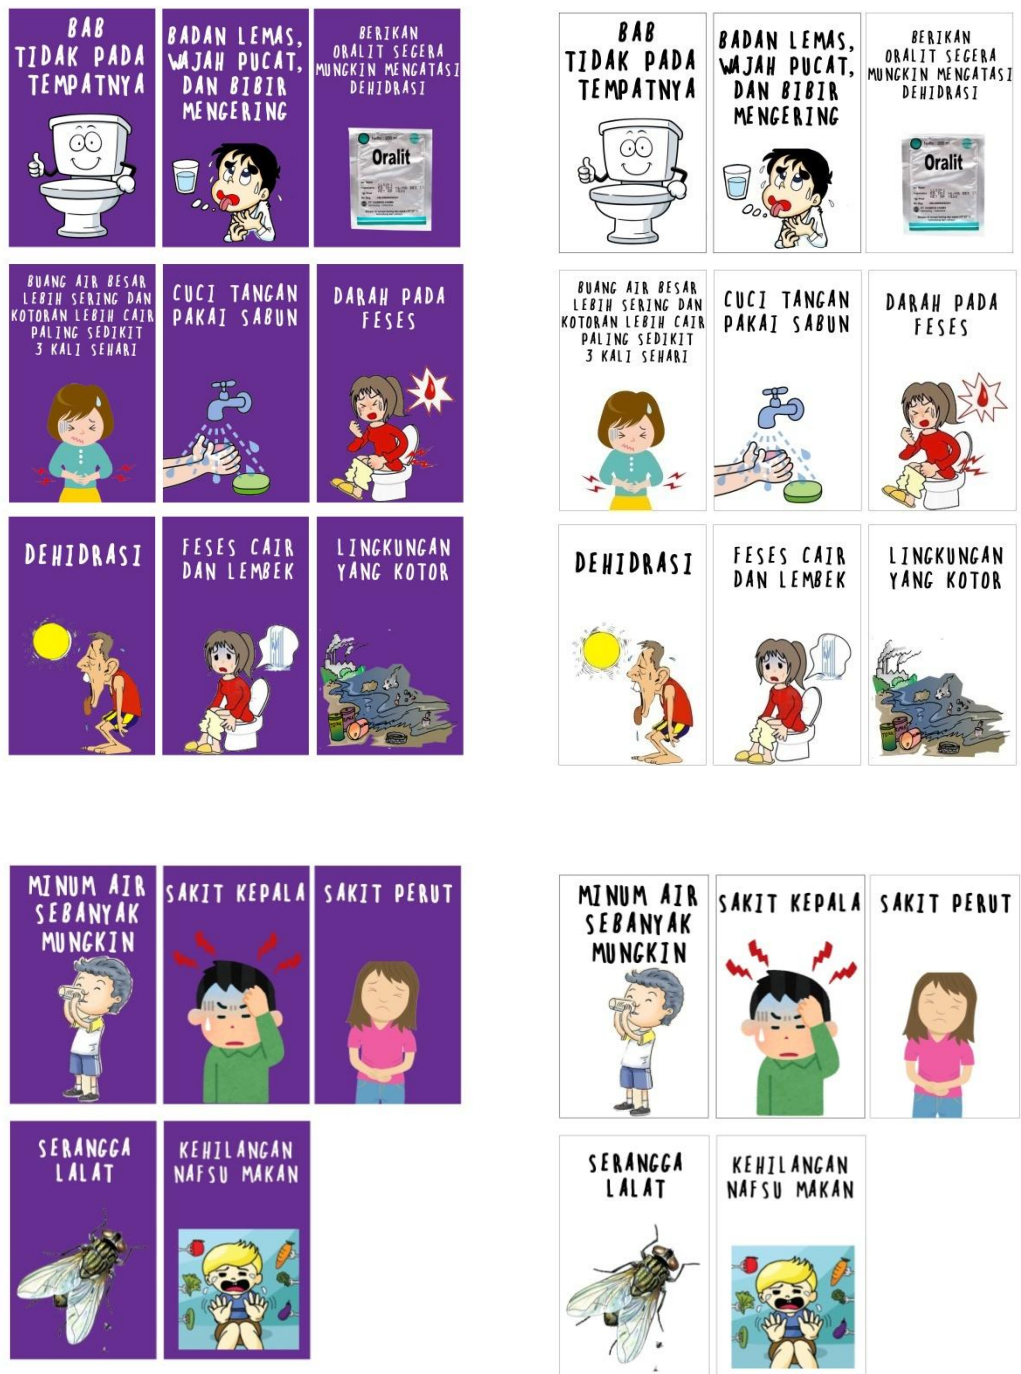 BAB
TIDAK PADA
TEMPATNYA
BADAN LEMAS,
WAJAH PUCAT,
DAN BIBIR
MENGERING
BERIKAN
ORALIT SEGERA
MUNGKIN MENGATASI
DEHIDRASI
Oralit
BAB
TIDAK PADA
TEMPATNYA
BADAN LEMAS,
WAJAH PUCAT,
DAN BIBIR
MENGERING
BERIKAN
ORALIT SEGERA
MUNGKIN MENGATASI
DEHIDRASI
Oralit
BUANG AIR BESAR
LEBIH SERING DAN
KOTORAN LEBIH CAIR
PALING SEDIKIT
3 KALI SEHARI
CUCI TANGAN
PAKAI SABUN
DARAH PADA
FESES
BUANG AIR BESAR
LEBIH SERING DAN
KOTORAN LEBIH CAIR
PALING SEDIKIT
3 KALI SEHARI
CUCI TANGAN
PAKAI SABUN
DARAH PADA
FESES
DEHIDRASI
FESES CAIR
DAN LEMBEK
LINGKUNGAN
YANG KOTOR
DEHIDRASI
FESES CAIR
DAN LEMBEK
LINGKUNGAN
YANG KOTOR
MINUM AIR
SEBANYAK
MUNGKIN
SAKIT KEPALA
SAKIT PERUT
MINUM AIR
SEBANYAK
MUNGKIN
SAKIT KEPALA
SAKIT PERUT
SERANGGA
LALAT
KEHILANGAN
NAFSU MAKAN
SERANGGA
LALAT
KEHILANGAN
NAFSU MAKAN